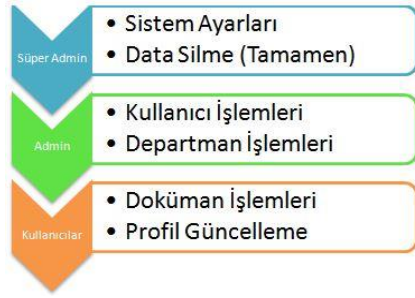 Süper Admin
• Sistem Ayarları
• Data Silme (Tamamen)
Admin
• Kullanıcı İşlemleri
• Departman İşlemleri
Kullanıcılar
• Doküman İşlemleri
• Profil Güncelleme